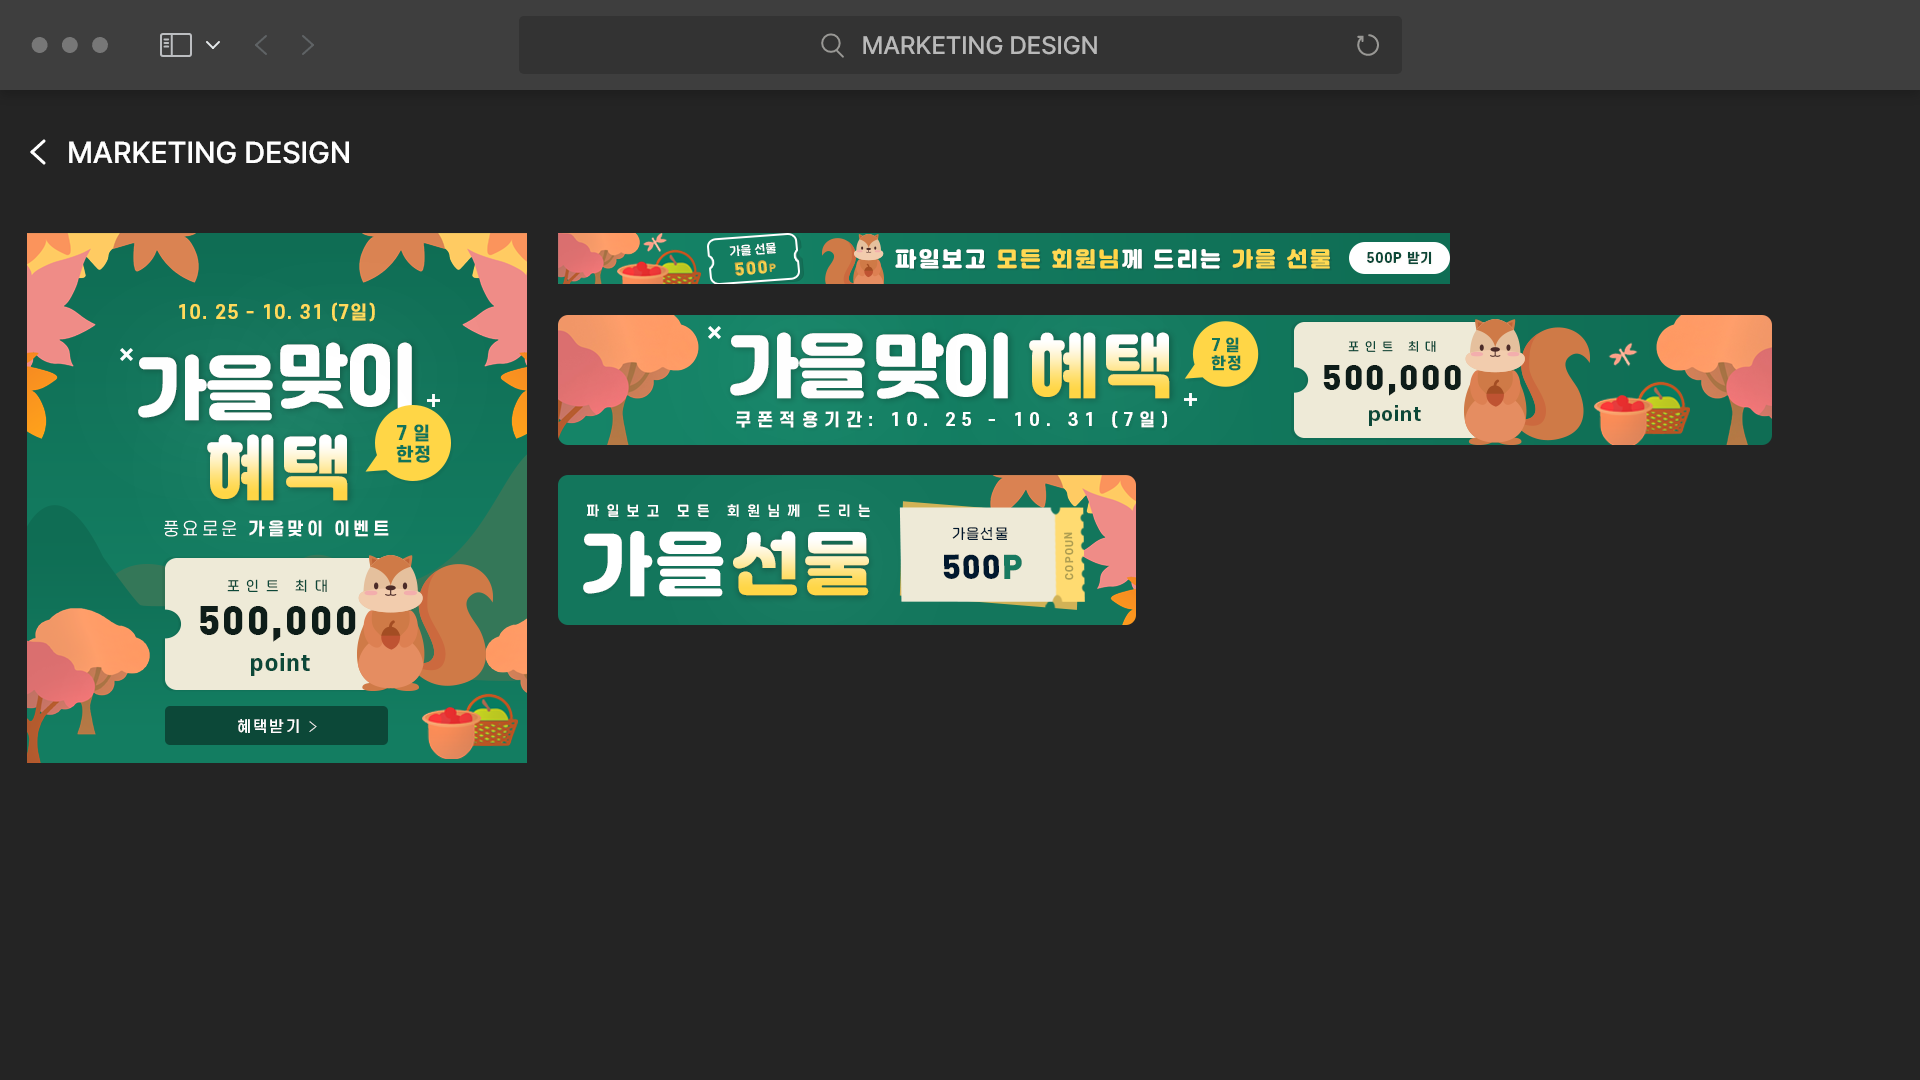 MARKETING DESIGN
MARKETING DESIGN
10. 25 - 10. 31 (7일)
가을맞이
혜택
7 일
한정
풍요로운 가을맞이 이벤트
포인트 최대
500,000
point
혜택받기 >
가을 선물
500P
파일보고 모든 회원님께 드리는 가을 선물
500P 받기
가을맞이 혜택
7 일
한정
쿠폰적용기간: 10. 25 - 10. 31 (7일)
포인트 최대
500,000
point
파일보고 모든 회원님께 드리는
가을선물
가을선물
500P
COPOUN